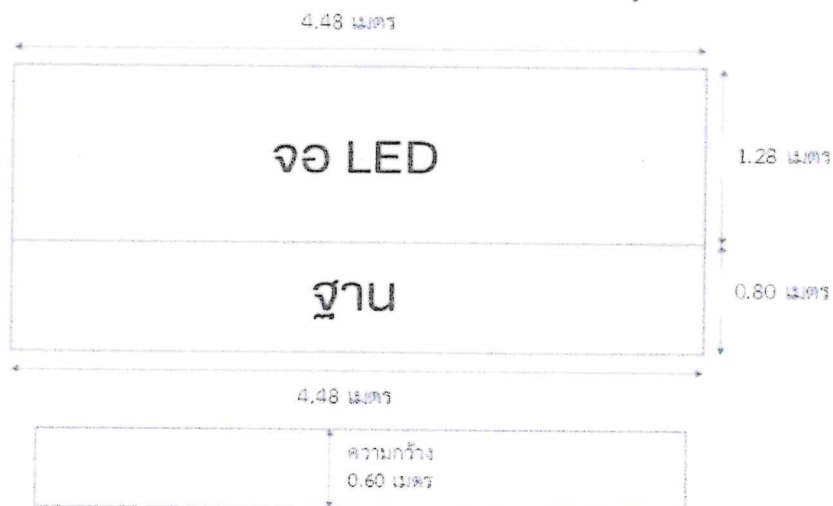 4.48 เมตร
จอ LED
1.28 เมตร
ฐาน
0.80 เมตร
4.48 เมตร
ความกว้าง
0.60 เมตร